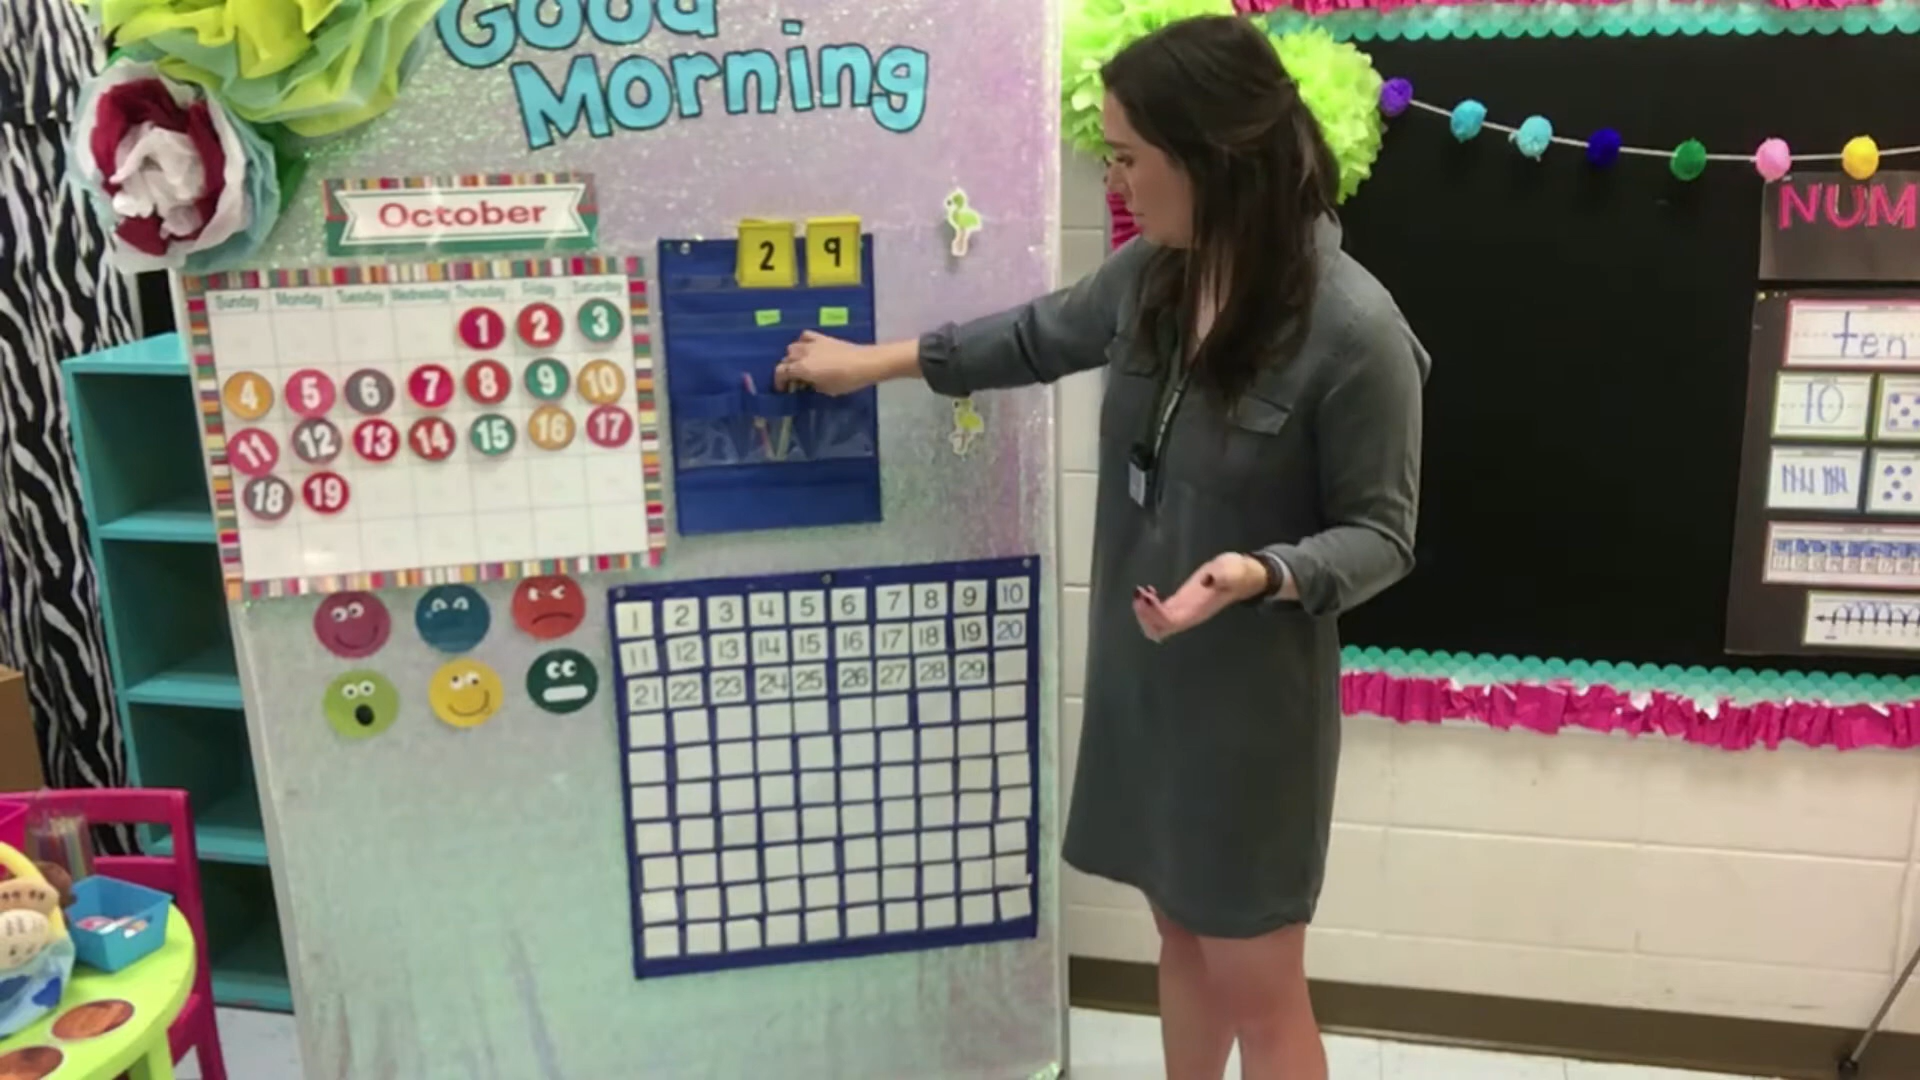 Good
Morning
October
2 9
Sunday Monday Tuesday Wednesday Thursday Friday Saturday
1 2 3
4 5 6 7 8 9 10
11 12 13 14 15 16 17
18 19
1 2 3 4 5 6 7 8 9 10
11 12 13 14 15 16 17 18 19 20
21 22 23 24 25 26 27 28 29
NUM
ten
10